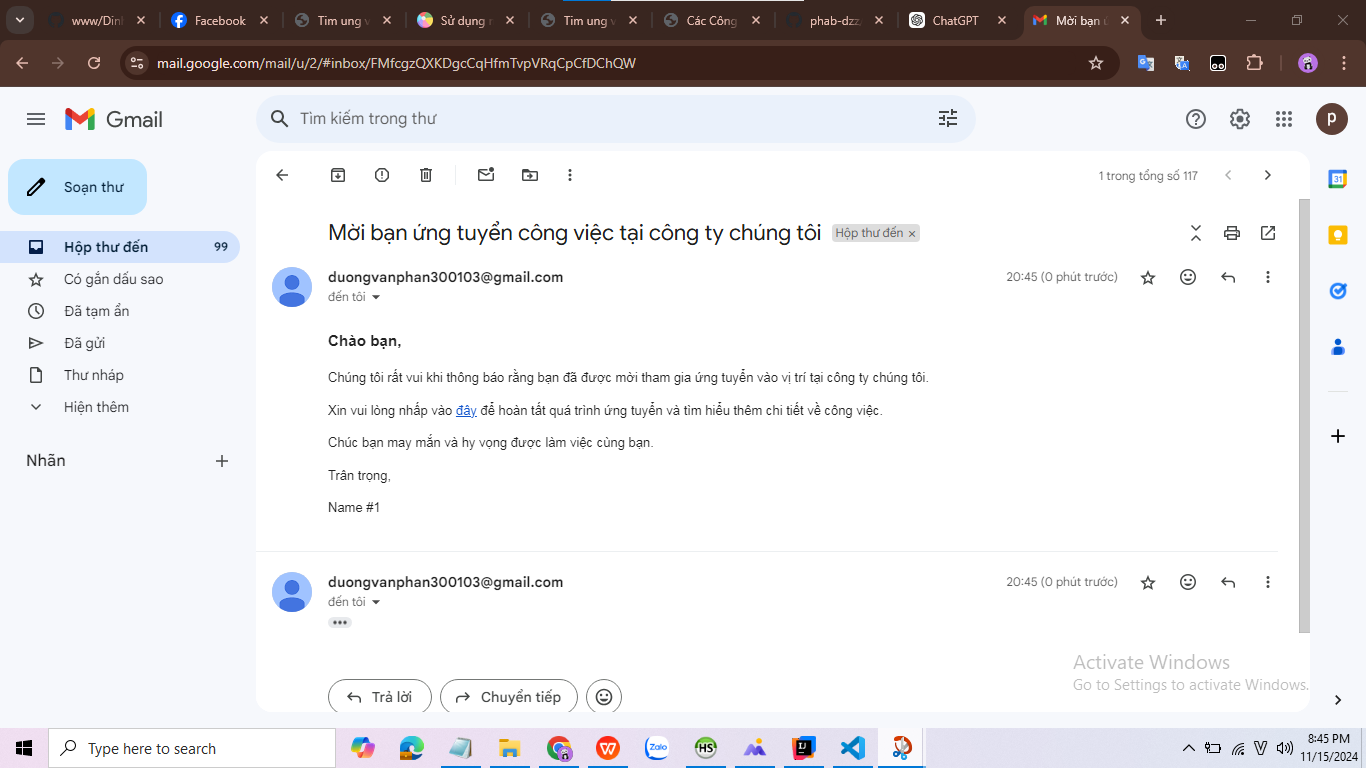 www/Dinh
Facebook
Tim ung v
Sử dụng r
Tim ung v
Các Công
phab-dzz
ChatGPT
Mời bạn ứ
mail.google.com/mail/u/2/#inbox/FMfcgzQXKDgcCqHfmTvpVRqCpCfDChQW
Gmail
Tìm kiếm trong thư
p
Soạn thư
1 trong tổng số 117
31
Mời bạn ứng tuyển công việc tại công ty chúng tôi Hộp thư đến ×
Hộp thư đến 99
Có gắn dấu sao
Đã tạm ẩn
Đã gửi
Thư nháp
Hiện thêm
Nhãn
duongvanphan300103@gmail.com 20:45 (0 phút trước)
đến tôi
Chào bạn,
Chúng tôi rất vui khi thông báo rằng bạn đã được mời tham gia ứng tuyển vào vị trí tại công ty chúng tôi.
Xin vui lòng nhấp vào đây để hoàn tất quá trình ứng tuyển và tìm hiểu thêm chi tiết về công việc.
Chúc bạn may mắn và hy vọng được làm việc cùng bạn.
Trân trọng,
Name #1
duongvanphan300103@gmail.com 20:45 (0 phút trước)
đến tôi
Trả lời
Chuyển tiếp
Activate Windows
Go to Settings to activate Windows.
Type here to search
Zalo
HS
8:45 PM
11/15/2024